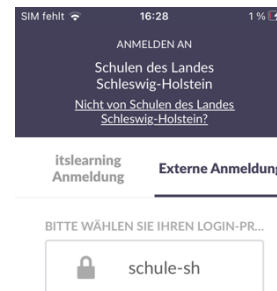 SIM fehlt 16:28 1 %
ANMELDEN AN
Schulen des Landes
Schleswig-Holstein
Nicht von Schulen des Landes
Schleswig-Holstein?
itslearning
Anmeldung
Externe Anmeldung
BITTE WÄHLEN SIE IHREN LOGIN-PR...
schule-sh